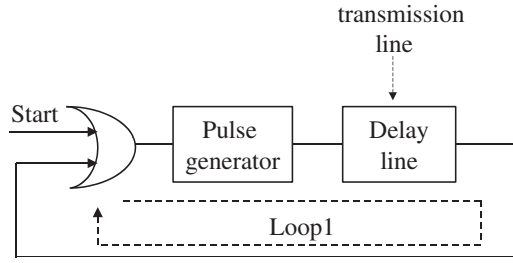 transmission
line
Start
Pulse
generator
Delay
line
Loop1